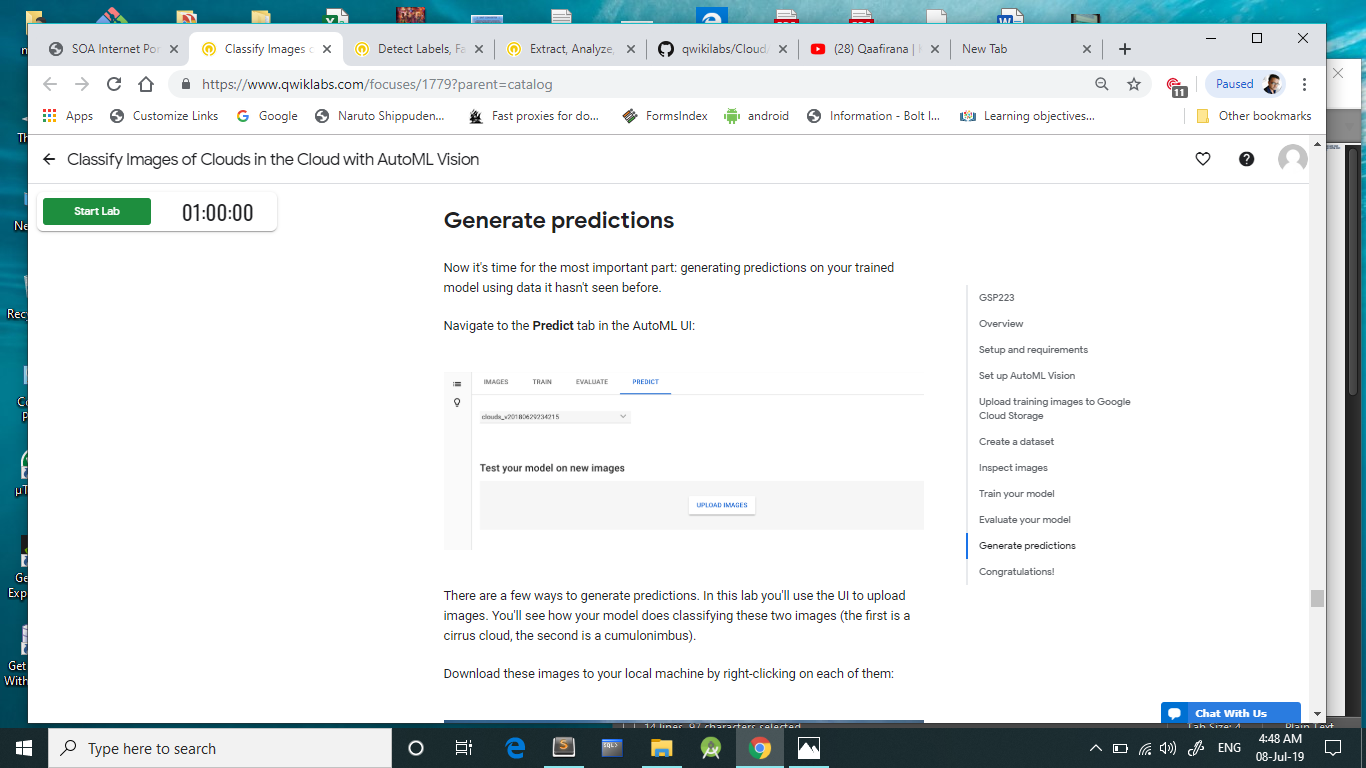 SOA Internet Por
Classify Images o
Detect Labels, Fa
Extract, Analyze,
qwikilabs/Cloud
(28) Qaafirana |
New Tab
https://www.qwiklabs.com/focuses/1779?parent=catalog
11
Paused
Apps
Customize Links
Google
Naruto Shippuden...
Fast proxies for do...
FormsIndex
android
Information - Bolt I...
Learning objectives...
Other bookmarks
Classify Images of Clouds in the Cloud with AutoML Vision
Start Lab
01:00:00
Generate predictions
Now it's time for the most important part: generating predictions on your trained
model using data it hasn't seen before.
Navigate to the Predict tab in the AutoML UI:
IMAGES
TRAIN
EVALUATE
PREDICT
clouds_v20180629234215
Test your model on new images
UPLOAD IMAGES
There are a few ways to generate predictions. In this lab you'll use the UI to upload
images. You'll see how your model does classifying these two images (the first is a
cirrus cloud, the second is a cumulonimbus).
Download these images to your local machine by right-clicking on each of them:
GSP223
Overview
Setup and requirements
Set up AutoML Vision
Upload training images to Google
Cloud Storage
Create a dataset
Inspect images
Train your model
Evaluate your model
Generate predictions
Congratulations!
Chat With Us
14 lines, 97 characters selected
Tab Size: 4
Plain Text
Type here to search
ENG
4:48 AM
08-Jul-19